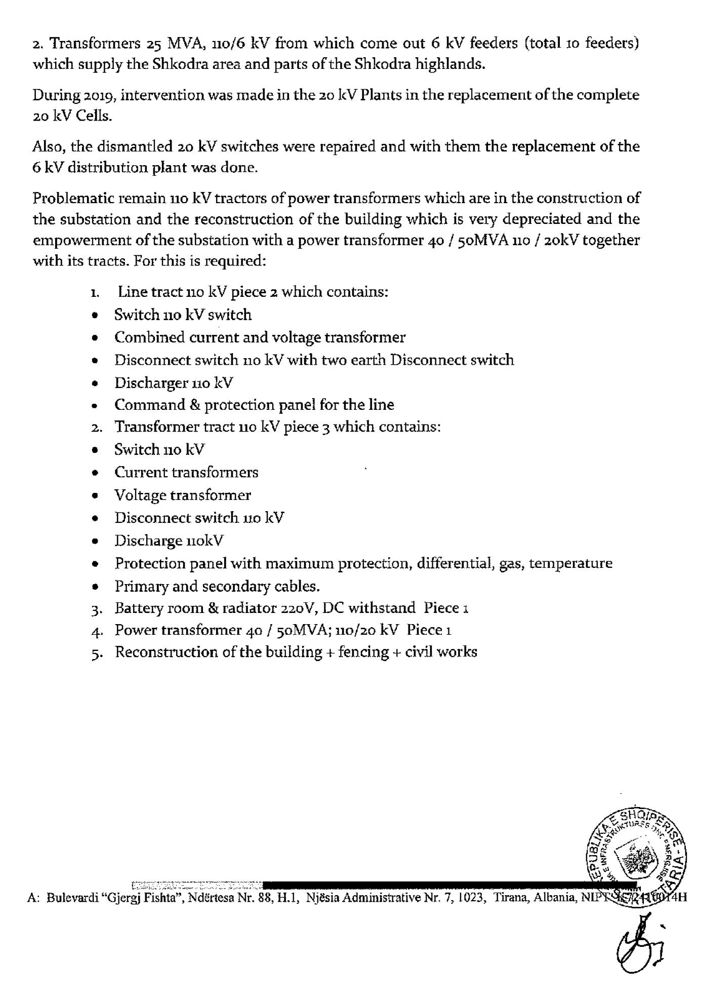 2. Transformers 25 MVA, 110/6 kV from which come out 6 kV feeders (total 10 feeders)
which supply the Shkodra area and parts of the Shkodra highlands.
During 2019, intervention was made in the 20 kV Plants in the replacement of the complete
20 kV Cells.
Also, the dismantled 20 kV switches were repaired and with them the replacement of the
6 kV distribution plant was done.
Problematic remain 110 kV tractors of power transformers which are in the construction of
the substation and the reconstruction of the building which is very depreciated and the
empowerment of the substation with a power transformer 40 / 50MVA 110 / 20kV together
with its tracts. For this is required:
1. Line tract 110 kV piece 2 which contains:
• Switch 110 kV switch
• Combined current and voltage transformer
• Disconnect switch 110 kV with two earth Disconnect switch
• Discharger 110 kV
• Command & protection panel for the line
2. Transformer tract 110 kV piece 3 which contains:
• Switch 110 kV
• Current transformers
• Voltage transformer
• Disconnect switch 110 kV
• Discharge 110kV
• Protection panel with maximum protection, differential, gas, temperature
• Primary and secondary cables.
3. Battery room & radiator 220V, DC withstand Piece 1
4. Power transformer 40 / 50MVA; 110/20 kV Piece 1
5. Reconstruction of the building + fencing + civil works
REPUBLIKA E SHQIPËRISË - SEKRETARIA -
E INFRASTRUKTURËS DHE ENERGJISË
A: Bulevardi “Gjergj Fishta”, Ndërtesa Nr. 88, H.1, Njësia Administrative Nr. 7, 1023, Tirana, Albania, NIPT